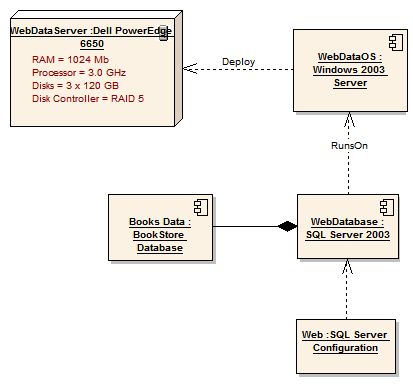 WebDataServer :Dell PowerEdge
6650
RAM = 1024 Mb
Processor = 3.0 GHz
Disks = 3 x 120 GB
Disk Controller = RAID 5
Deploy
WebDataOS :
Windows 2003
Server
RunsOn
Books Data :
BookStore
Database
WebDatabase :
SQL Server 2003
Web :SQL Server
Configuration